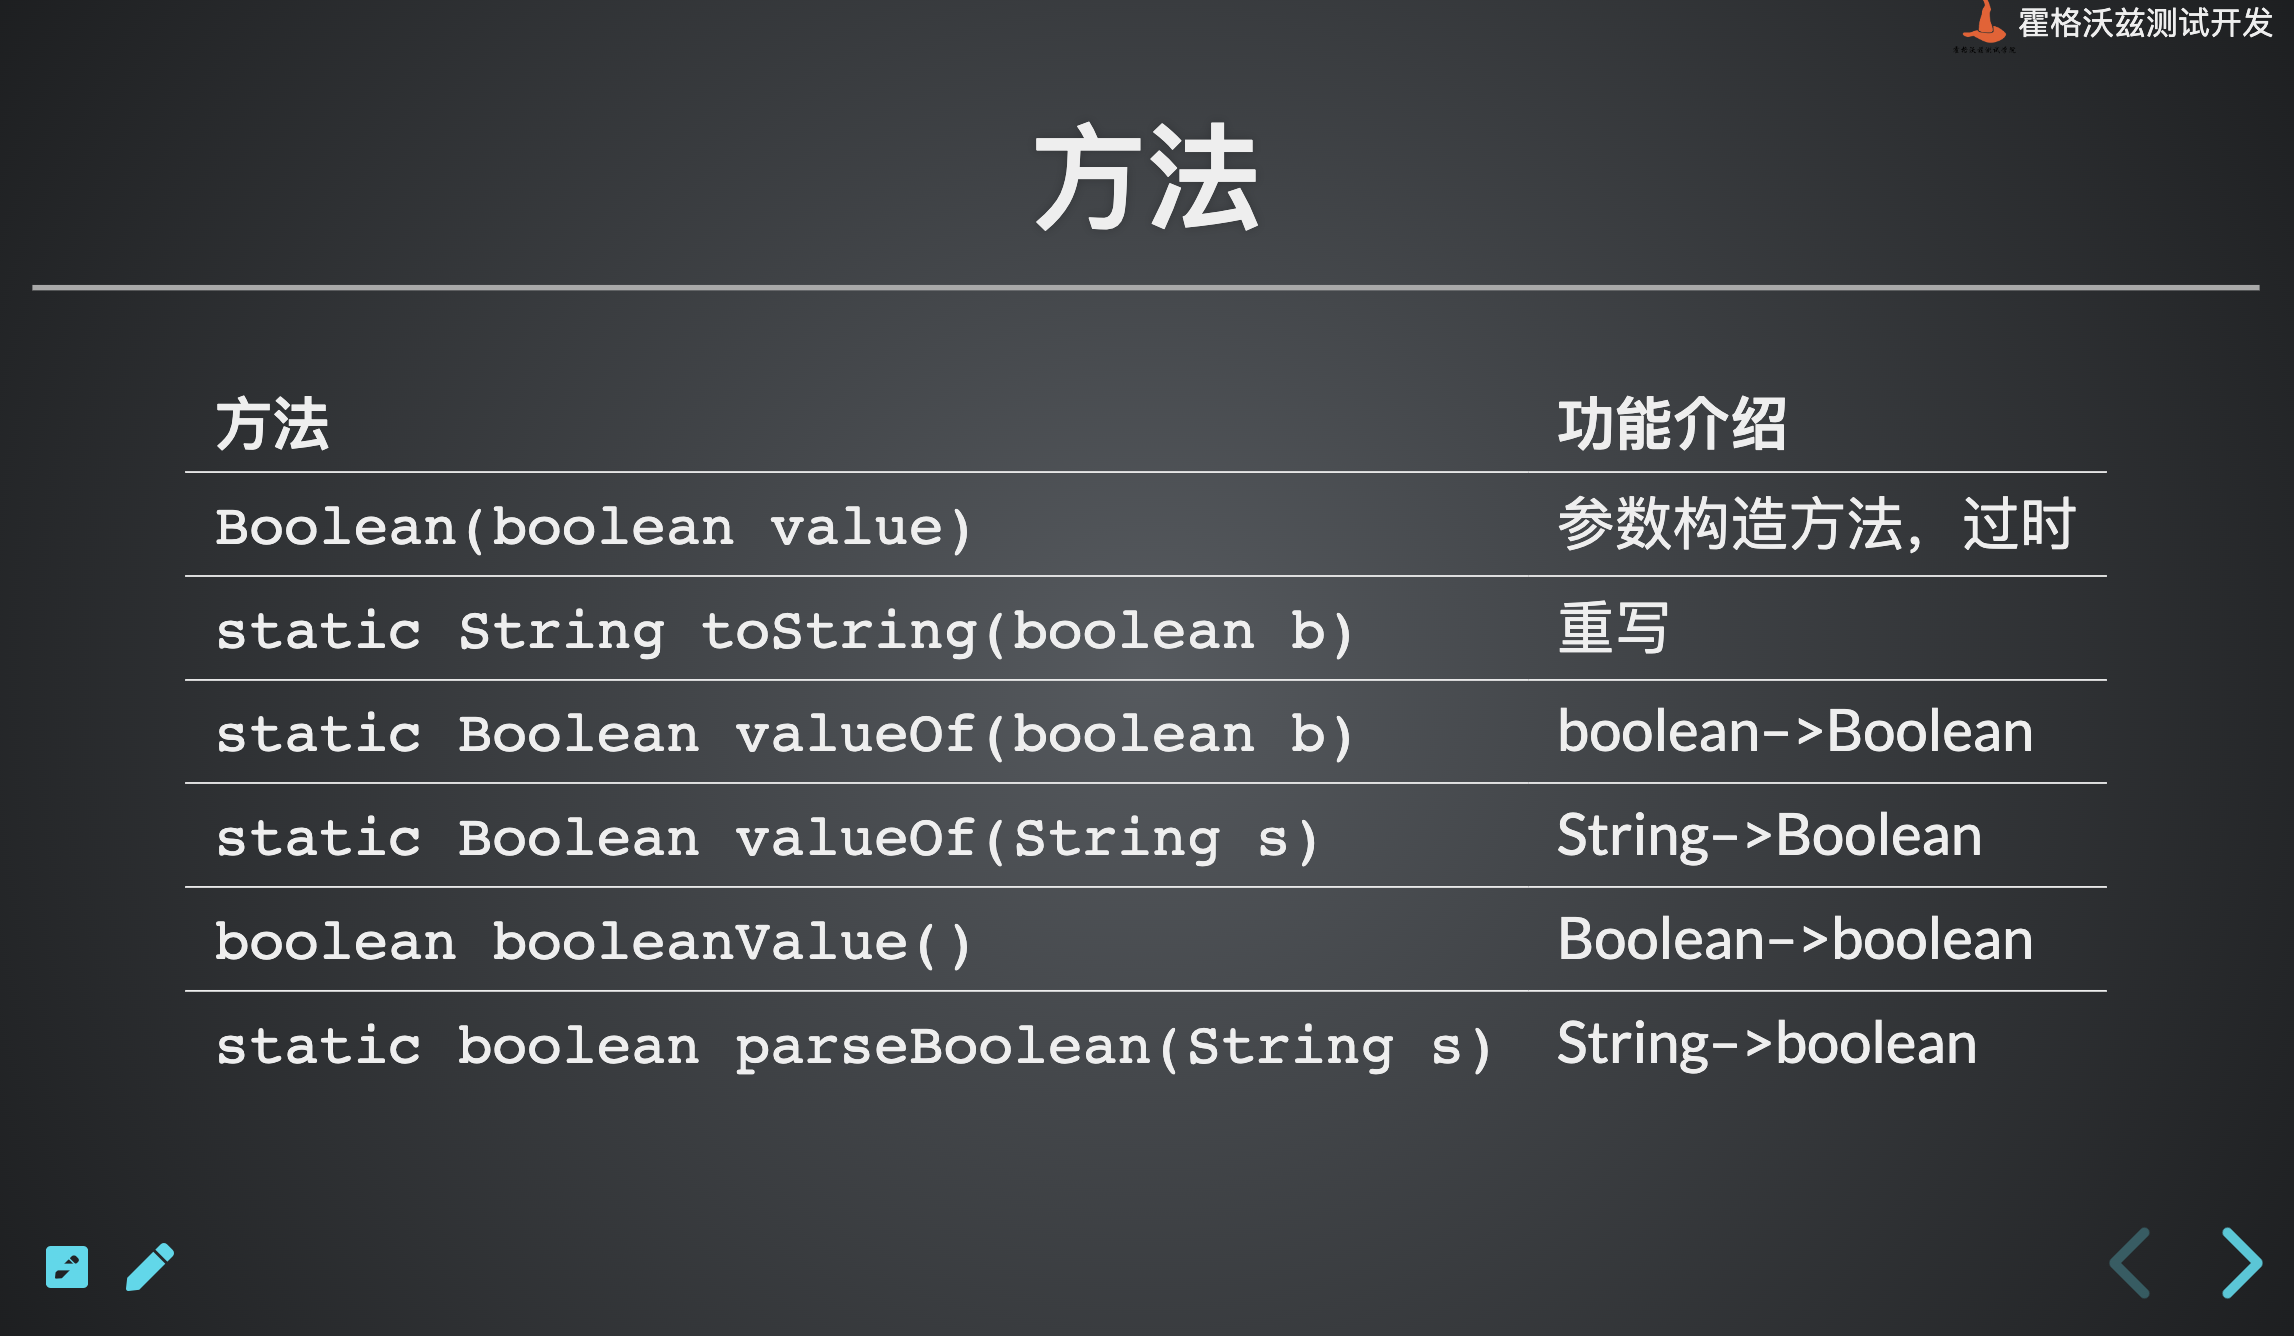 霍格沃兹测试开发
方法
方法 功能介绍
Boolean(boolean value) 参数构造方法，过时
static String toString(boolean b) 重写
static Boolean valueOf(boolean b) boolean–>Boolean
static Boolean valueOf(String s) String–>Boolean
boolean booleanValue() Boolean–>boolean
static boolean parseBoolean(String s) String–>boolean